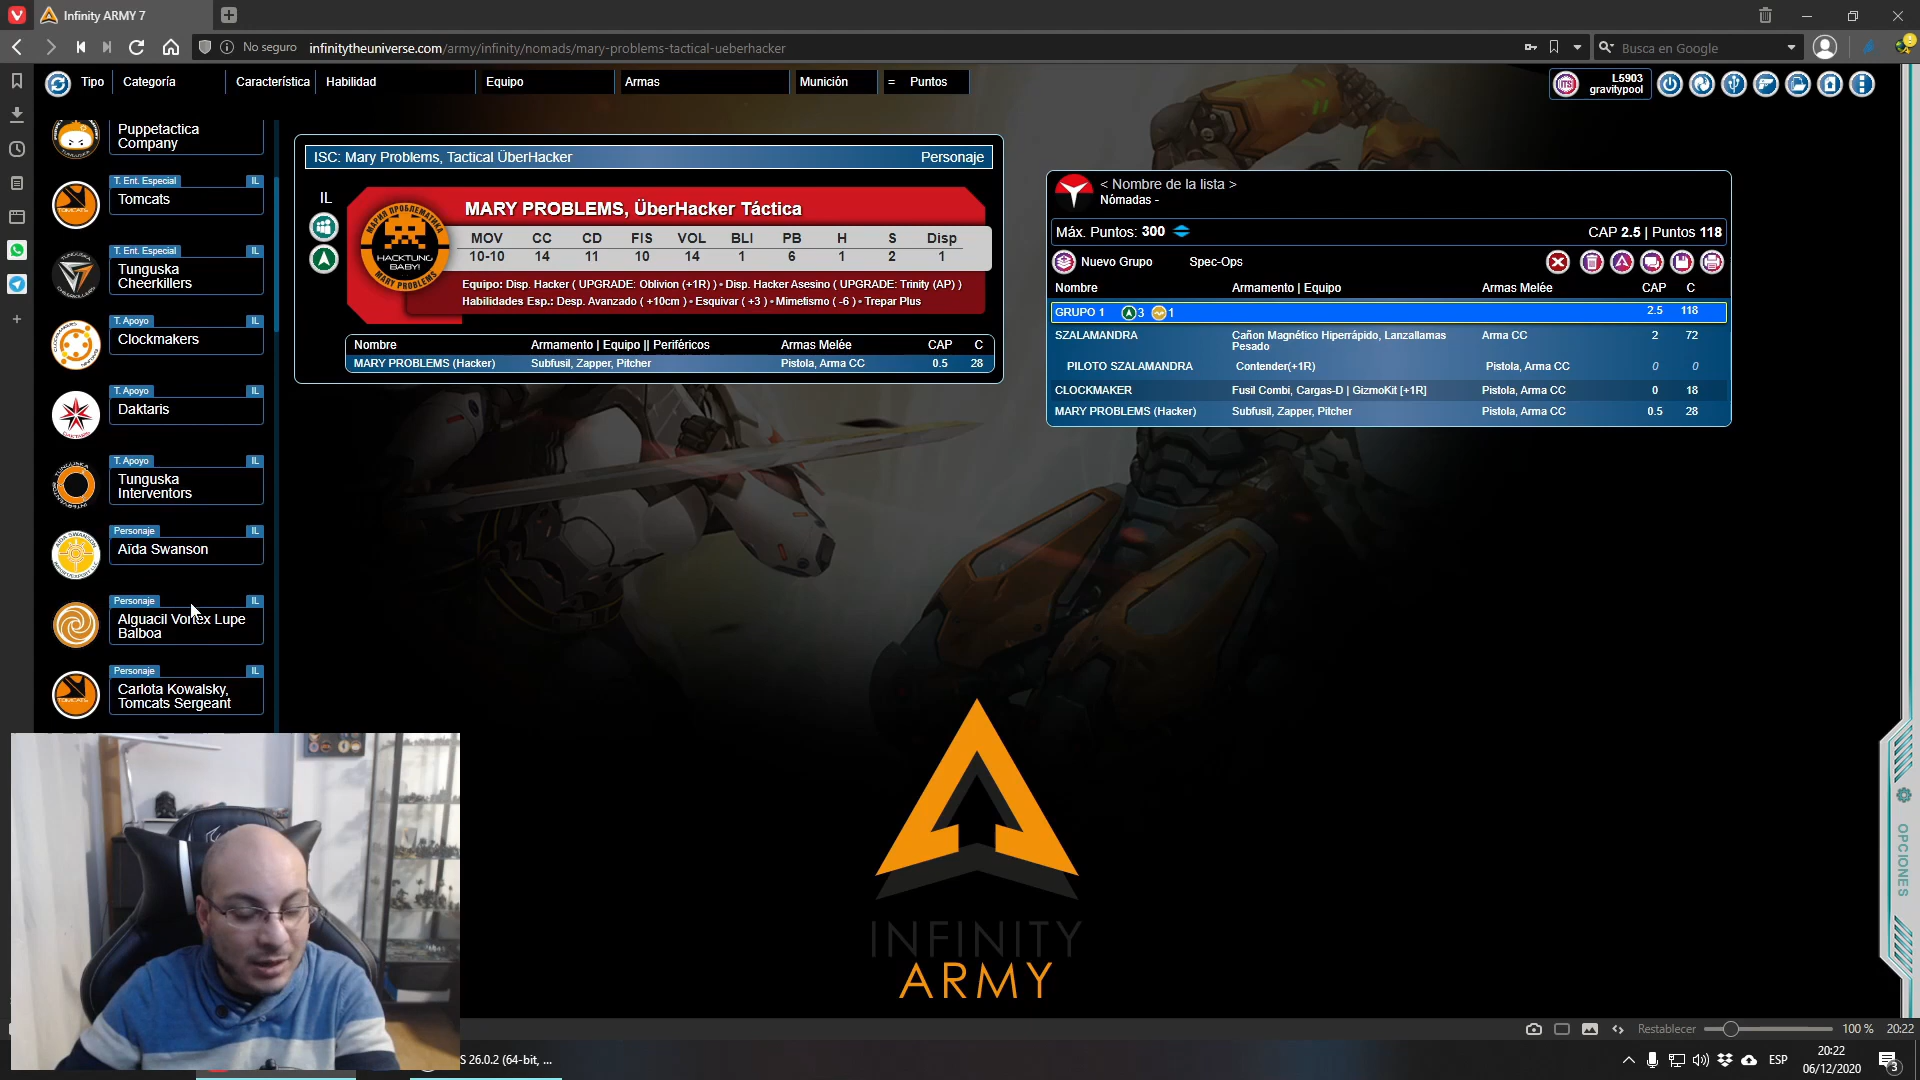 Infinity ARMY 7
No seguro
infinitytheuniverse.com/army/infinity/nomads/mary-problems-tactical-ueberhacker
Busca en Google
Tipo
Categoría
Característica
Habilidad
Equipo
Armas
Munición
=
Puntos
L5903
gravitypool
Puppetactica
Company
T. Ent. Especial
IL
Tomcats
T. Ent. Especial
IL
Tunguska
Cheerkillers
T. Apoyo
IL
Clockmakers
T. Apoyo
IL
Daktaris
T. Apoyo
IL
Tunguska
Interventors
Personaje
IL
Aïda Swanson
Personaje
IL
Alguacil Vortex Lupe
Balboa
Personaje
IL
Carlota Kowalsky,
Tomcats Sergeant
ISC: Mary Problems, Tactical ÜberHacker
Personaje
IL
HACKTUNG
BABY!
MARY PROBLEMS
MARY PROBLEMS, ÜberHacker Táctica
MOV CC CD FIS VOL BLI PB H S Disp
10-10 14 11 10 14 1 6 1 2 1
Equipo: Disp. Hacker ( UPGRADE: Oblivion (+1R) ) • Disp. Hacker Asesino ( UPGRADE: Trinity (AP) )
Habilidades Esp.: Desp. Avanzado ( +10cm ) • Esquivar ( +3 ) • Mimetismo ( -6 ) • Trepar Plus
Nombre Armamento | Equipo || Periféricos Armas Melée CAP C
MARY PROBLEMS (Hacker) Subfusil, Zapper, Pitcher Pistola, Arma CC 0.5 28
< Nombre de la lista >
Nómadas -
Máx. Puntos: 300
CAP 2.5 | Puntos 118
Nuevo Grupo
Spec-Ops
Nombre Armamento | Equipo Armas Melée CAP C
GRUPO 1 3 1 2.5 118
SZALAMANDRA Cañon Magnético Hiperrápido, Lanzallamas Pesado Arma CC 2 72
PILOTO SZALAMANDRA Contender(+1R) Pistola, Arma CC 0 0
CLOCKMAKER Fusil Combi, Cargas-D | GizmoKit [+1R] Pistola, Arma CC 0 18
MARY PROBLEMS (Hacker) Subfusil, Zapper, Pitcher Pistola, Arma CC 0.5 28
INFINITY
ARMY
OPCIONES
Restablecer
100 %
20:22
S 26.0.2 (64-bit, ...
ESP
20:22
06/12/2020
3